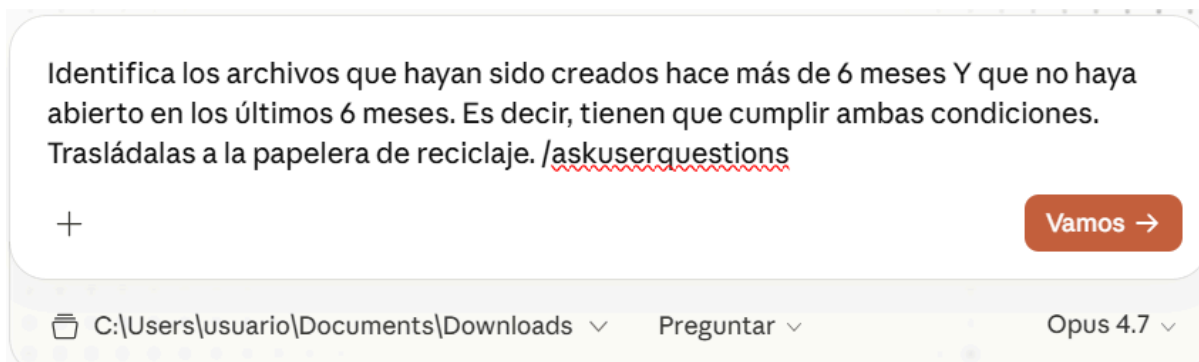 Identifica los archivos que hayan sido creados hace más de 6 meses Y que no haya
abierto en los últimos 6 meses. Es decir, tienen que cumplir ambas condiciones.
Trasládalas a la papelera de reciclaje. /askuserquestions
Vamos →
C:\Users\usuario\Documents\Downloads
Preguntar
Opus 4.7